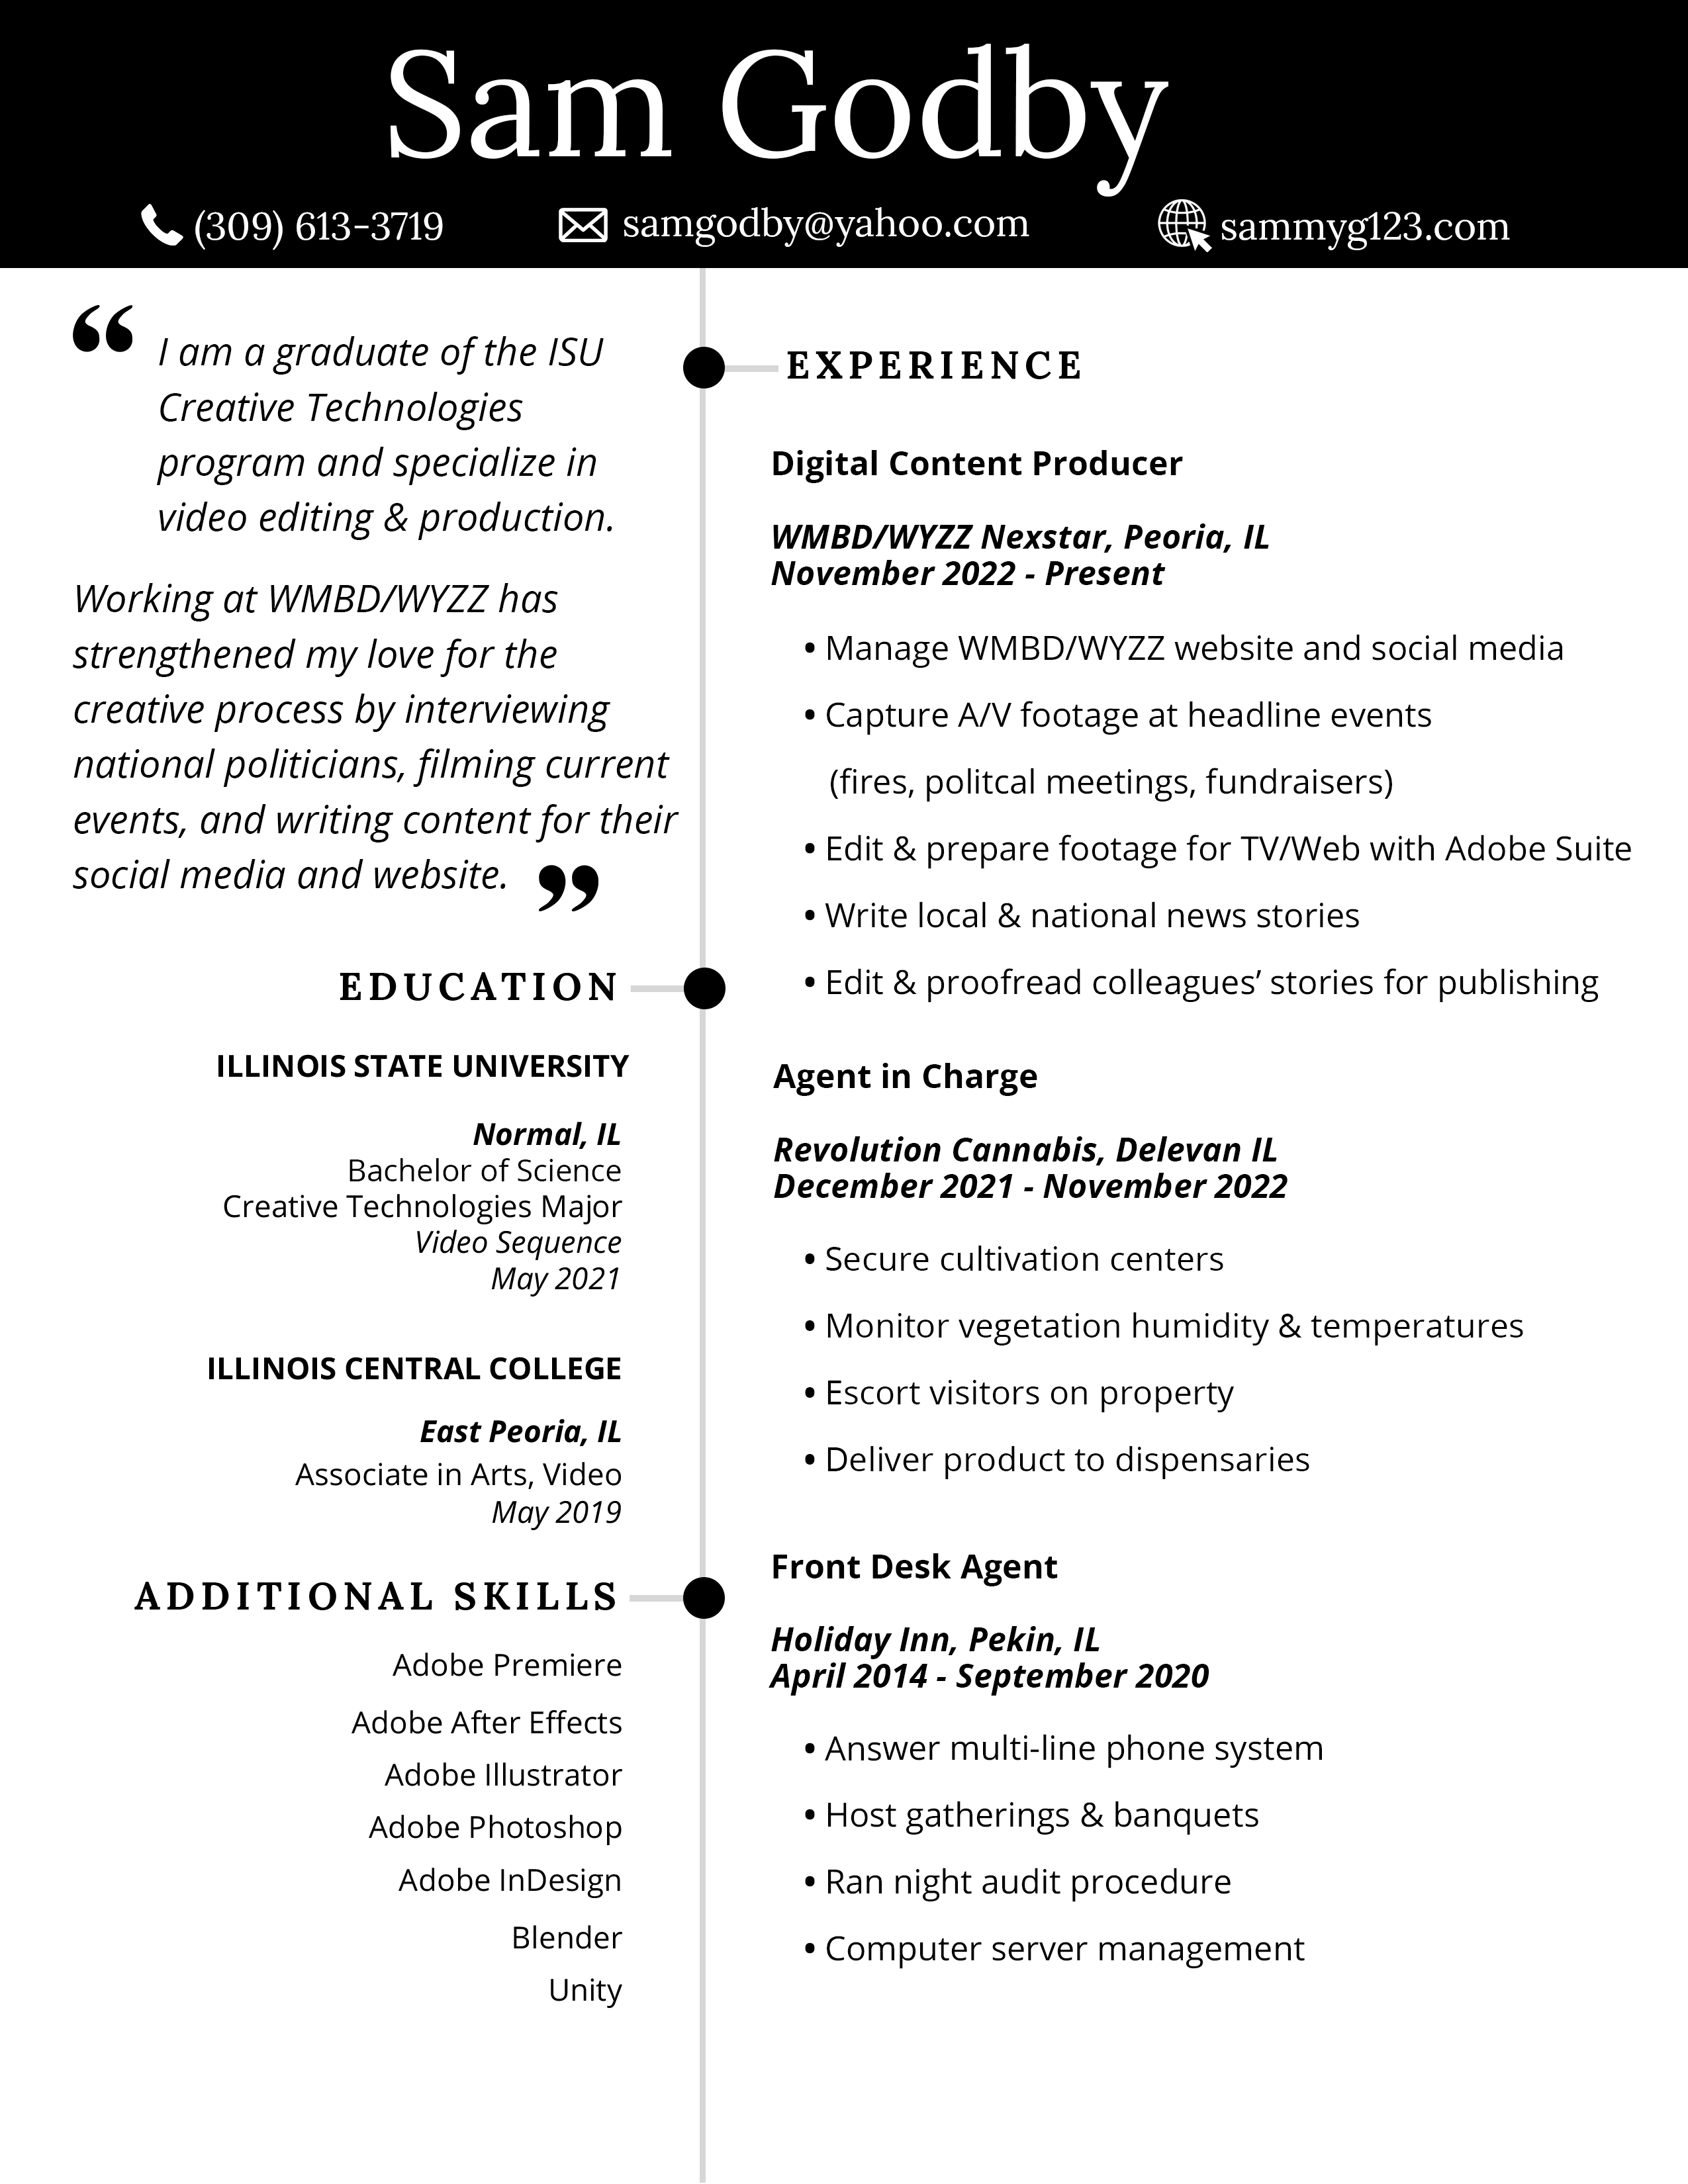 Sam Godby
(309) 613-3719
samgodby@yahoo.com
sammyg123.com
“ I am a graduate of the ISU
Creative Technologies
program and specialize in
video editing & production.
Working at WMBD/WYZZ has
strengthened my love for the
creative process by interviewing
national politicians, filming current
events, and writing content for their
social media and website. ”
EDUCATION
ILLINOIS STATE UNIVERSITY
Normal, IL
Bachelor of Science
Creative Technologies Major
Video Sequence
May 2021
ILLINOIS CENTRAL COLLEGE
East Peoria, IL
Associate in Arts, Video
May 2019
ADDITIONAL SKILLS
Adobe Premiere
Adobe After Effects
Adobe Illustrator
Adobe Photoshop
Adobe InDesign
Blender
Unity
EXPERIENCE
Digital Content Producer
WMBD/WYZZ Nexstar, Peoria, IL
November 2022 - Present
• Manage WMBD/WYZZ website and social media
• Capture A/V footage at headline events
(fires, politcal meetings, fundraisers)
• Edit & prepare footage for TV/Web with Adobe Suite
• Write local & national news stories
• Edit & proofread colleagues’ stories for publishing
Agent in Charge
Revolution Cannabis, Delevan IL
December 2021 - November 2022
• Secure cultivation centers
• Monitor vegetation humidity & temperatures
• Escort visitors on property
• Deliver product to dispensaries
Front Desk Agent
Holiday Inn, Pekin, IL
April 2014 - September 2020
• Answer multi-line phone system
• Host gatherings & banquets
• Ran night audit procedure
• Computer server management